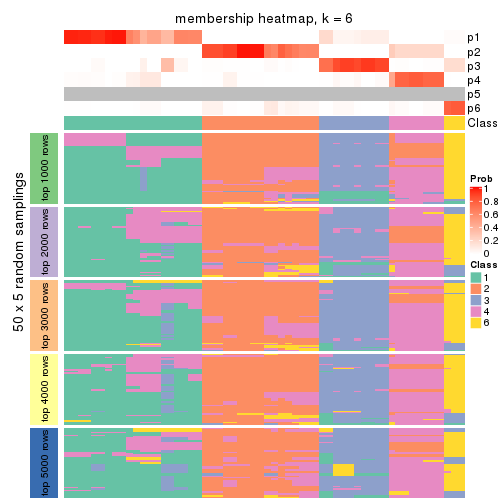 membership heatmap, k = 6
p1
p2
p3
p4
p5
p6
Class
50 x 5 random samplings
top 1000 rows
top 2000 rows
top 3000 rows
top 4000 rows
top 5000 rows
Prob
1
0.8
0.6
0.4
0.2
0
Class
1
2
3
4
6